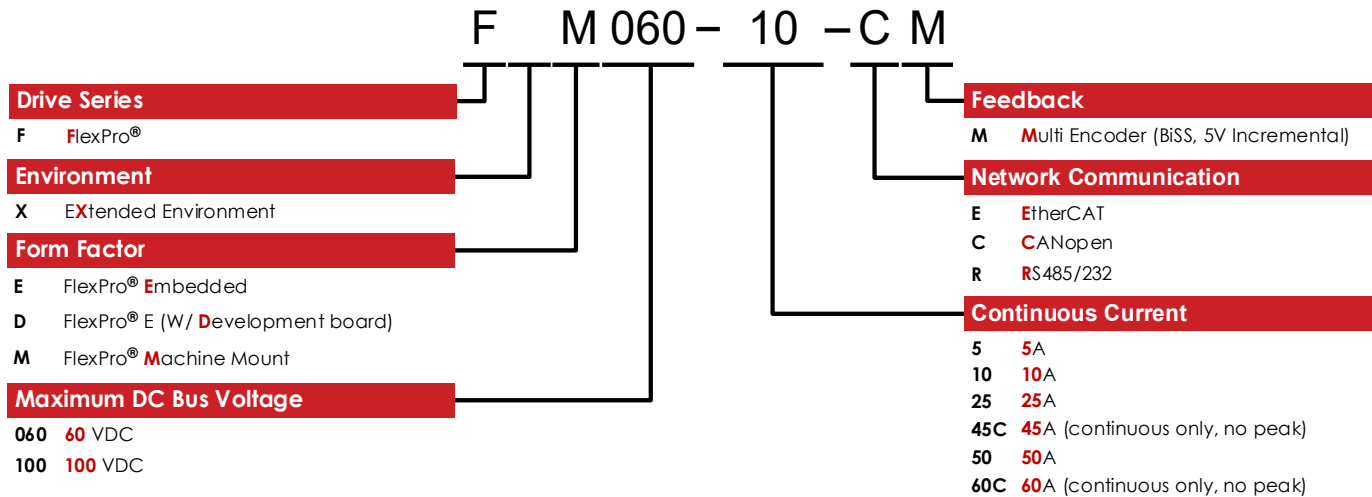 F M 060 – 10 – C M
Drive Series
F FlexPro®
Environment
X EXtended Environment
Form Factor
E FlexPro® Embedded
D FlexPro® E (W/ Development board)
M FlexPro® Machine Mount
Maximum DC Bus Voltage
060 60 VDC
100 100 VDC
Feedback
M Multi Encoder (BiSS, 5V Incremental)
Network Communication
E EtherCAT
C CANopen
R RS485/232
Continuous Current
5 5A
10 10A
25 25A
45C 45A (continuous only, no peak)
50 50A
60C 60A (continuous only, no peak)